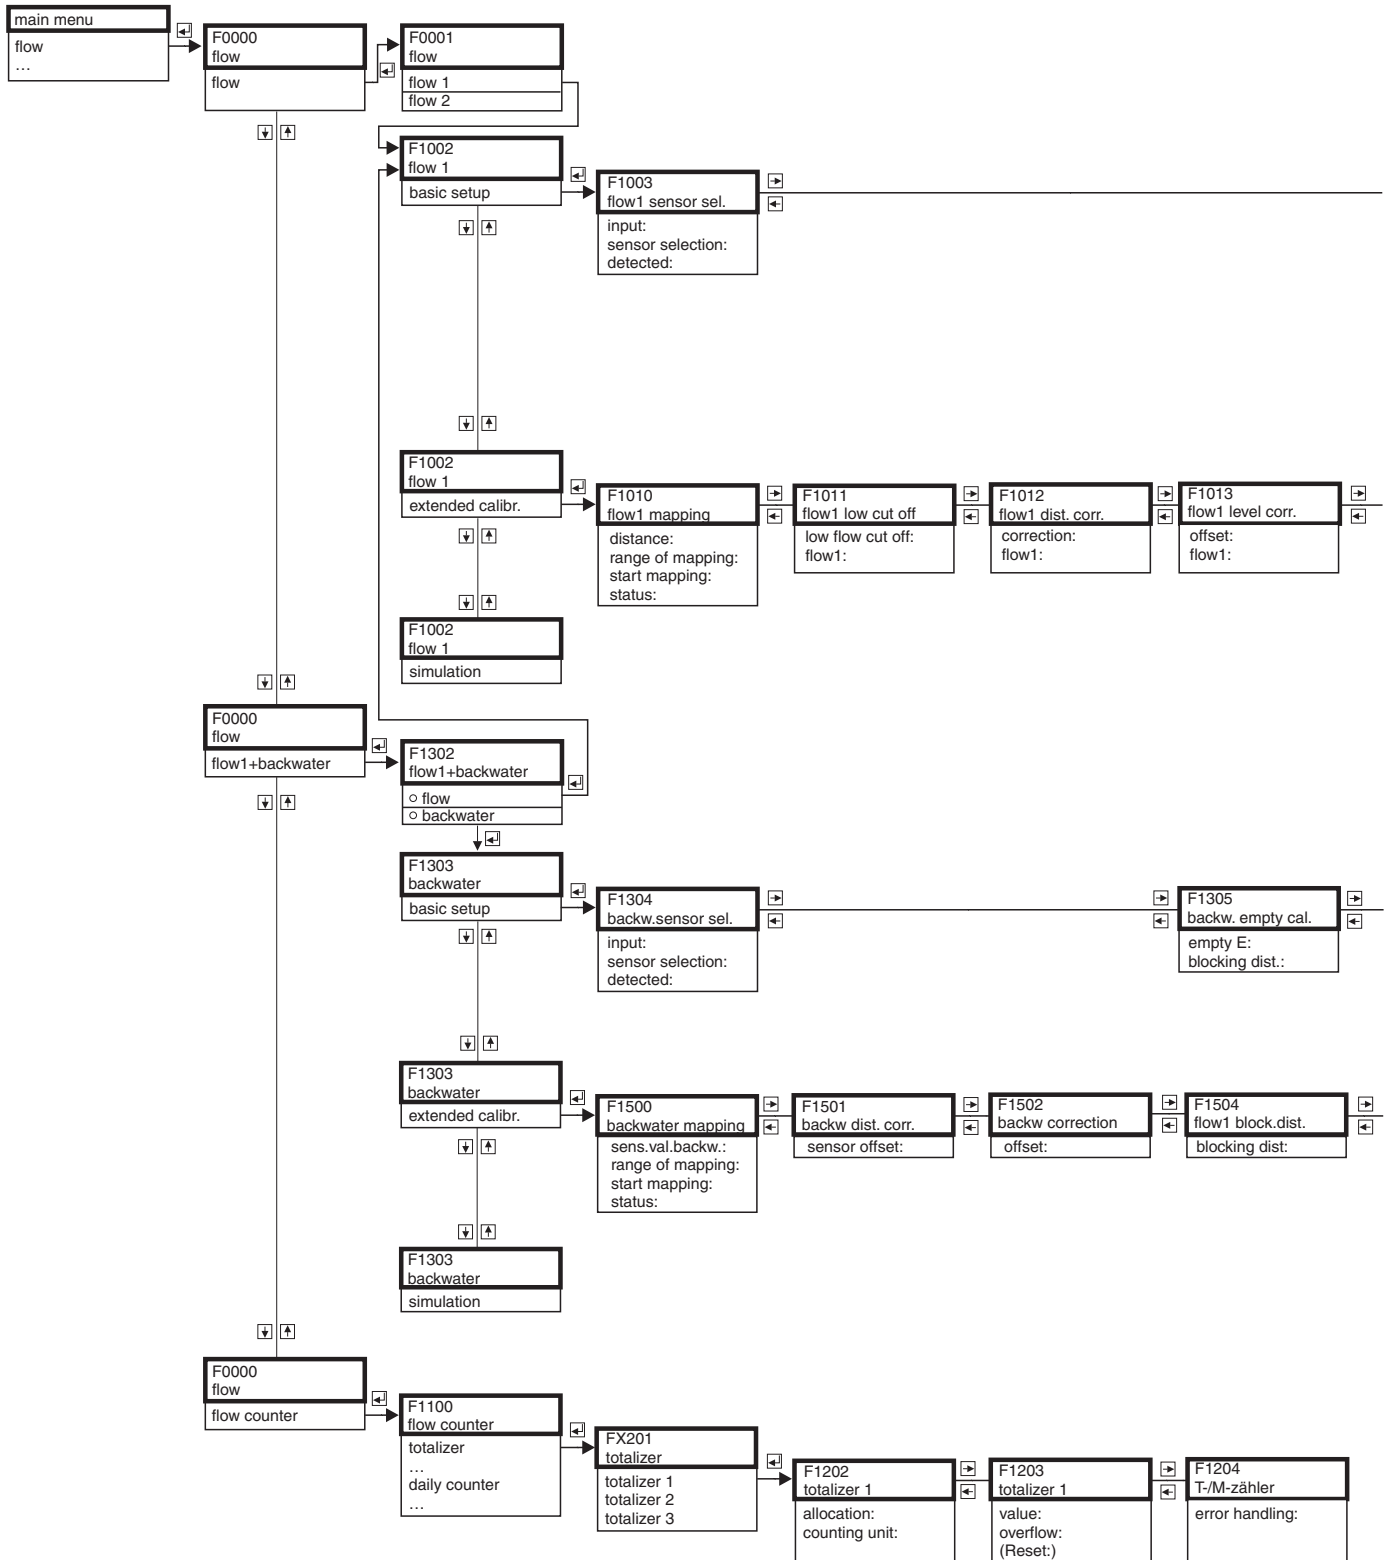 main menu
flow
...
F0000
flow
flow
F0001
flow
flow 1
flow 2
F1002
flow 1
basic setup
F1003
flow1 sensor sel.
input:
sensor selection:
detected:
F1002
flow 1
extended calibr.
F1010
flow1 mapping
distance:
range of mapping:
start mapping:
status:
F1011
flow1 low cut off
low flow cut off:
flow1:
F1012
flow1 dist. corr.
correction:
flow1:
F1013
flow1 level corr.
offset:
flow1:
F1002
flow 1
simulation
F0000
flow
flow1+backwater
F1302
flow1+backwater
flow
backwater
F1303
backwater
basic setup
F1304
backw.sensor sel.
input:
sensor selection:
detected:
F1305
backw. empty cal.
empty E:
blocking dist.:
F1303
backwater
extended calibr.
F1500
backwater mapping
sens.val.backw.:
range of mapping:
start mapping:
status:
F1501
backw dist. corr.
sensor offset:
F1502
backw correction
offset:
F1504
flow1 block.dist.
blocking dist:
F1303
backwater
simulation
F0000
flow
flow counter
F1100
flow counter
totalizer
...
daily counter
...
FX201
totalizer
totalizer 1
totalizer 2
totalizer 3
F1202
totalizer 1
allocation:
counting unit:
F1203
totalizer 1
value:
overflow:
(Reset:)
F1204
T-/M-zähler
error handling: